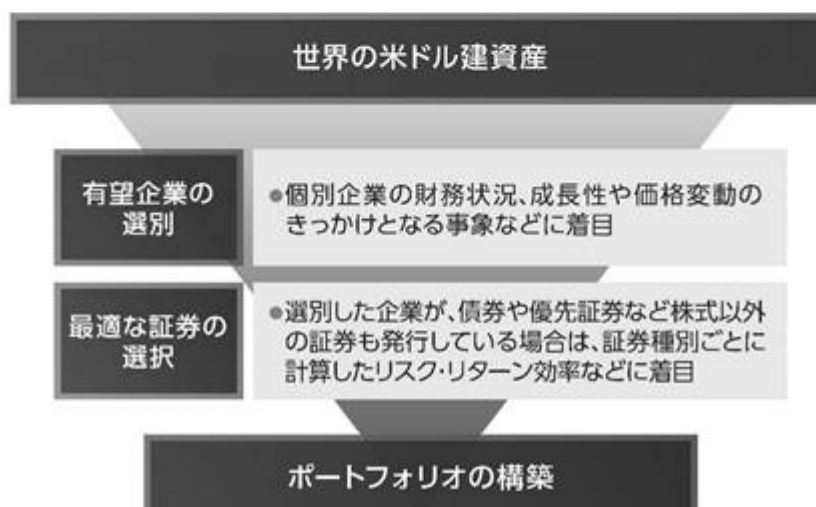 世界の米ドル建資産
有望企業の
選別
●個別企業の財務状況、成長性や価格変動の
きっかけとなる事象などに着目
最適な証券の
選択
●選別した企業が、債券や優先証券など株式以外
の証券も発行している場合は、証券種別ごとに
計算したリスク・リターン効率などに着目
ポートフォリオの構築